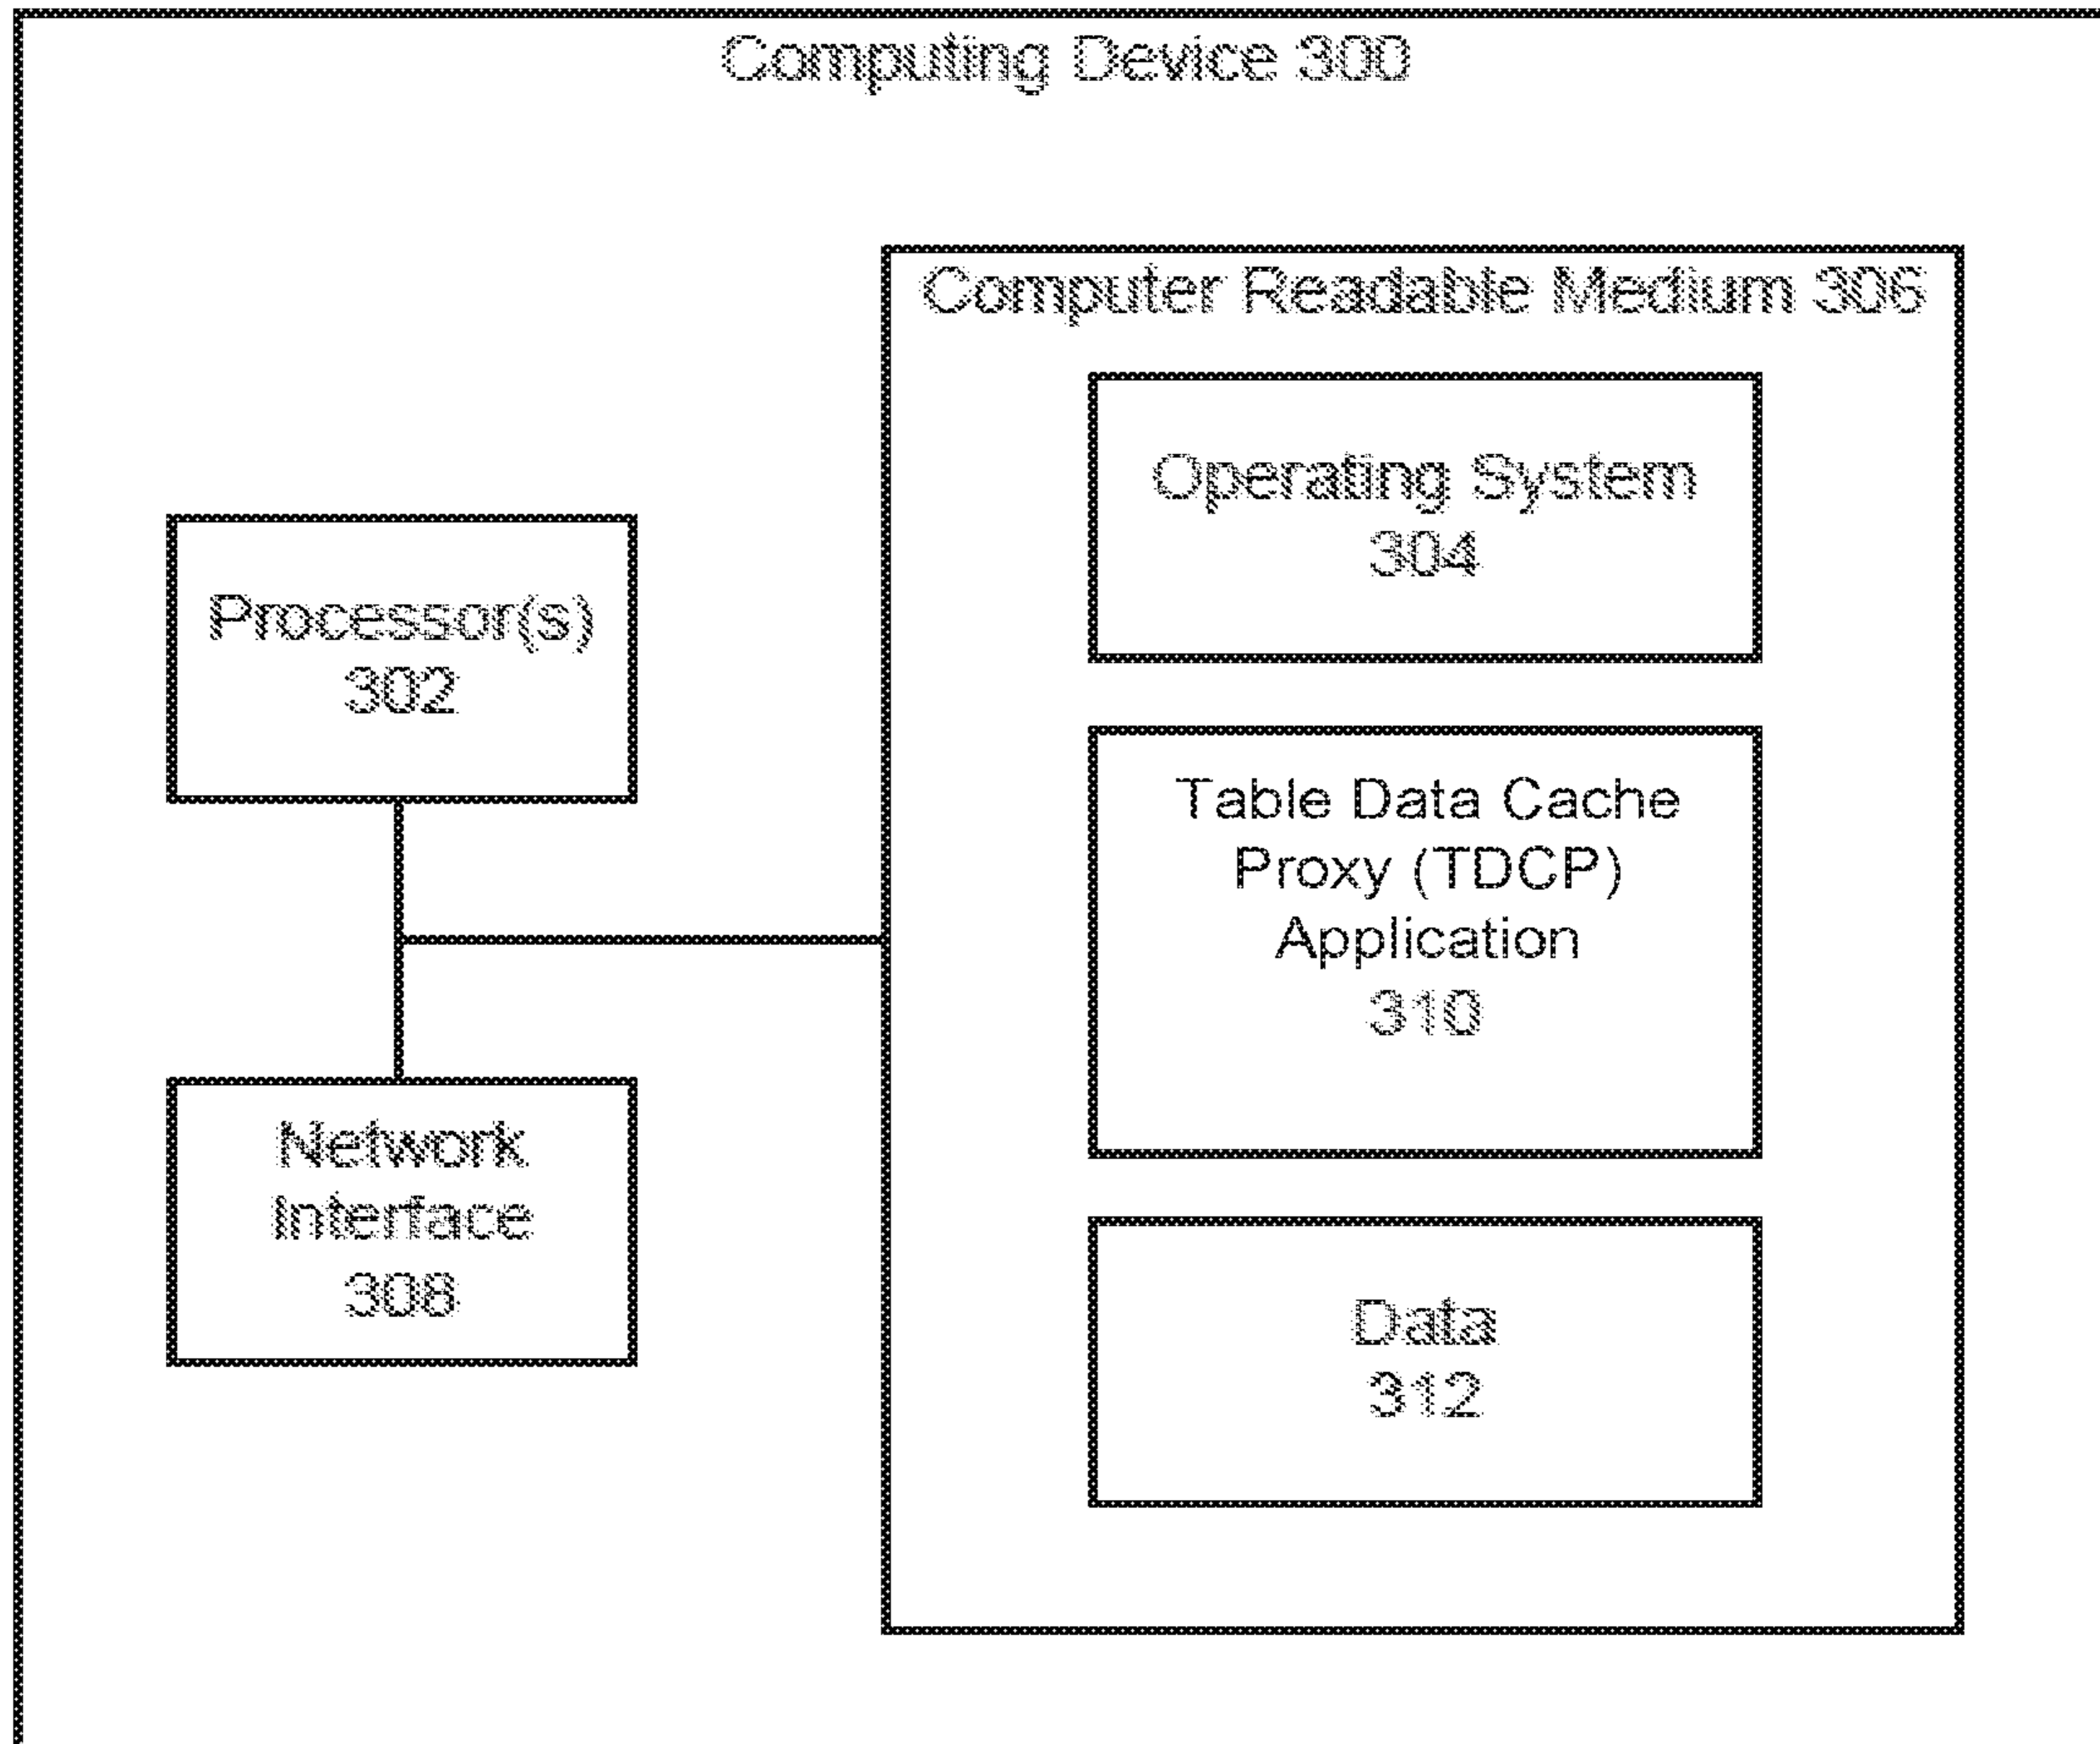 Computing Device 300
Computer Readable Medium 306
Operating System
304
Processor(s)
302
Table Data Cache
Proxy (TDCP)
Application
310
Network
Interface
308
Data
312